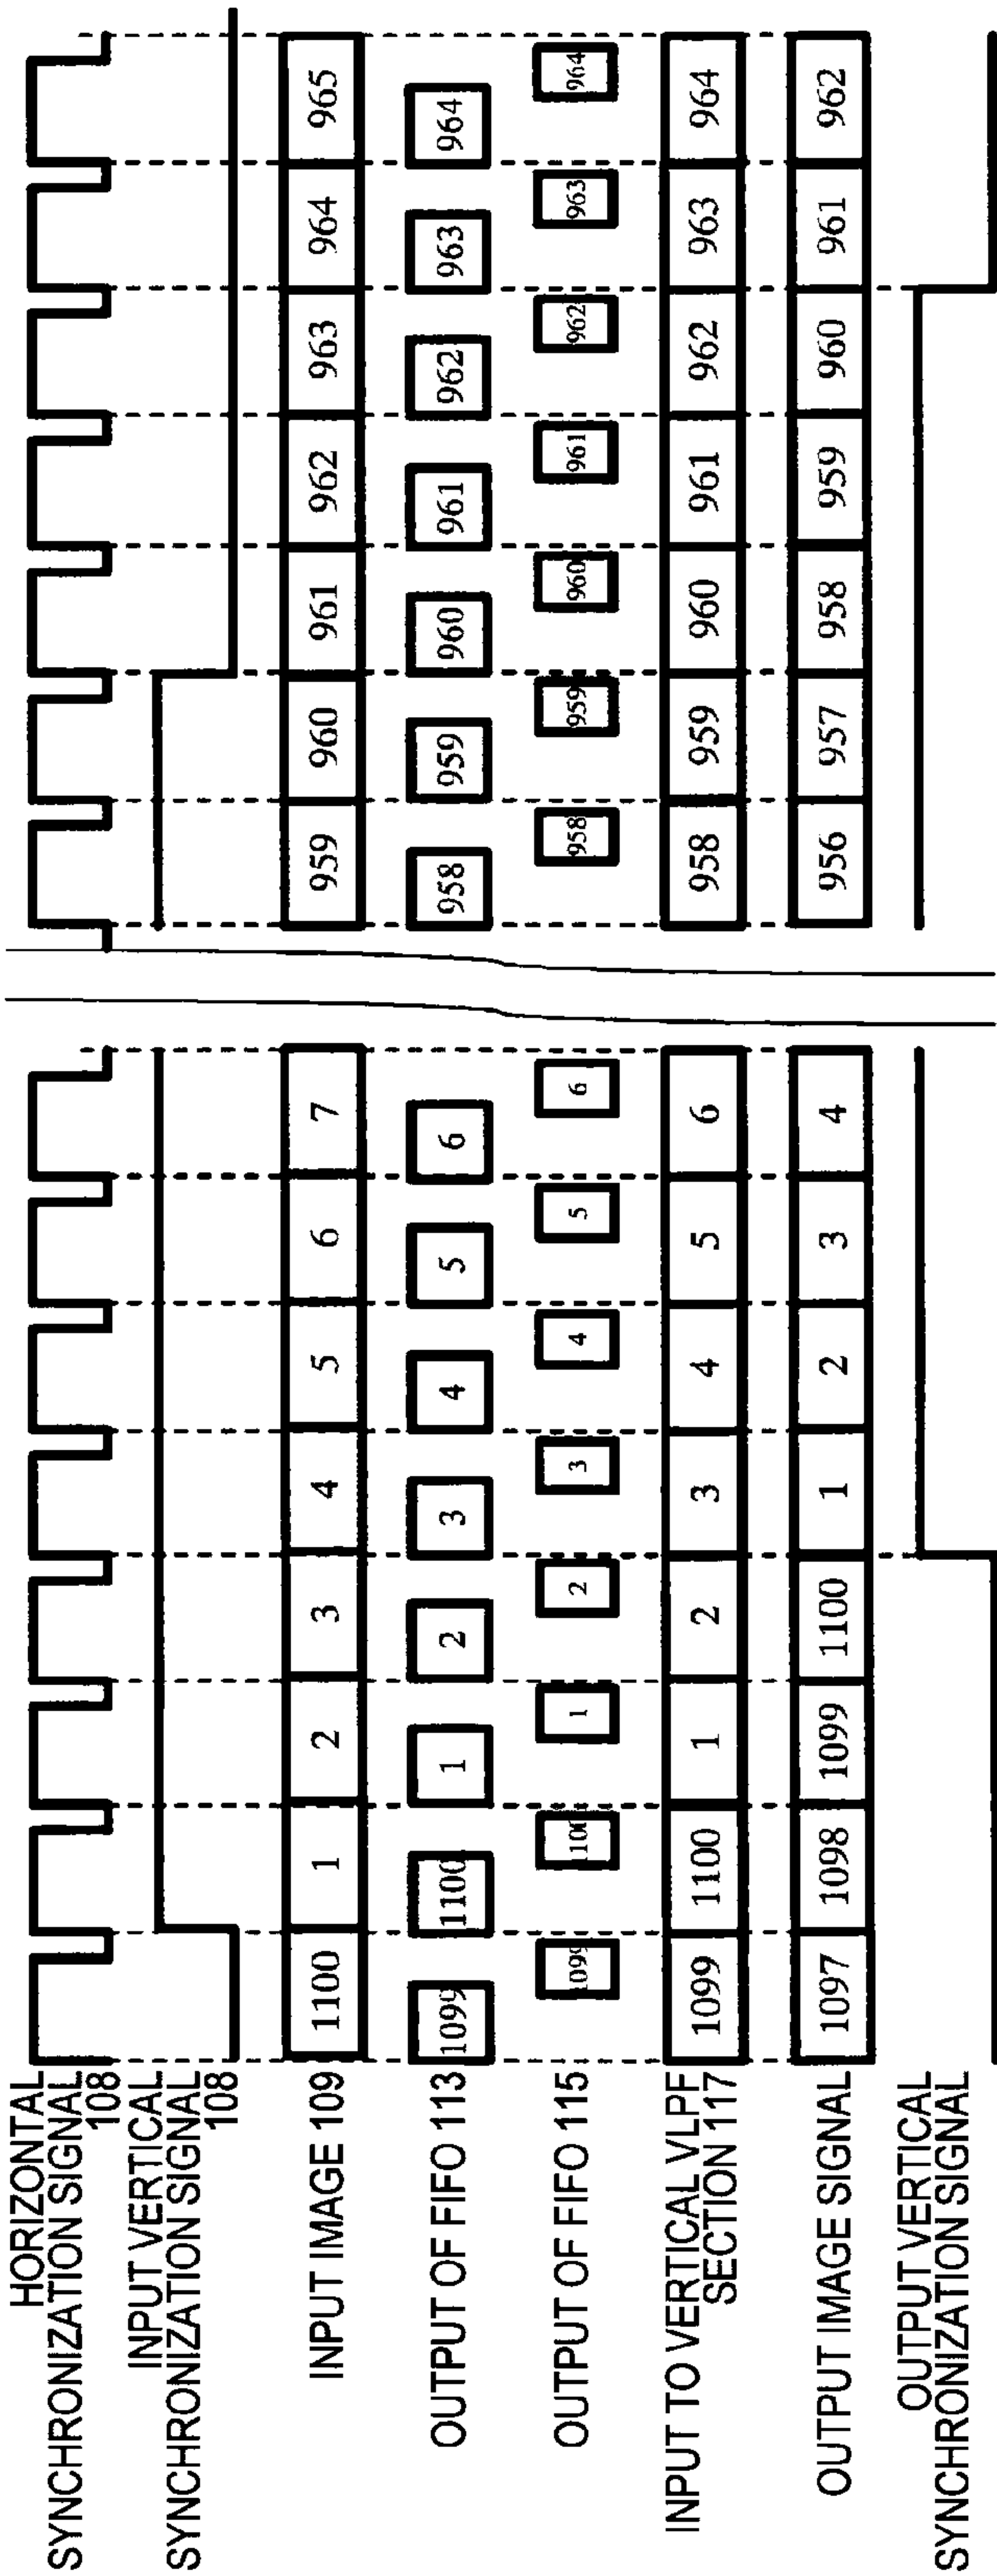 HORIZONTAL
SYNCHRONIZATION SIGNAL
108
INPUT VERTICAL
SYNCHRONIZATION SIGNAL
108
INPUT IMAGE 109
1100 1 2 3 4 5 6 7 959 960 961 962 963 964 965
OUTPUT OF FIFO 113
1099 1100 1 2 3 4 5 6 958 959 960 961 962 963 964
OUTPUT OF FIFO 115
1099 1100 1 2 3 4 5 6 958 959 960 961 962 963 964
INPUT TO VERTICAL VLPF
SECTION 117
1099 1100 1 2 3 4 5 6 958 959 960 961 962 963 964
OUTPUT IMAGE SIGNAL
1097 1098 1099 1100 1 2 3 4 956 957 958 959 960 961 962
OUTPUT VERTICAL
SYNCHRONIZATION SIGNAL